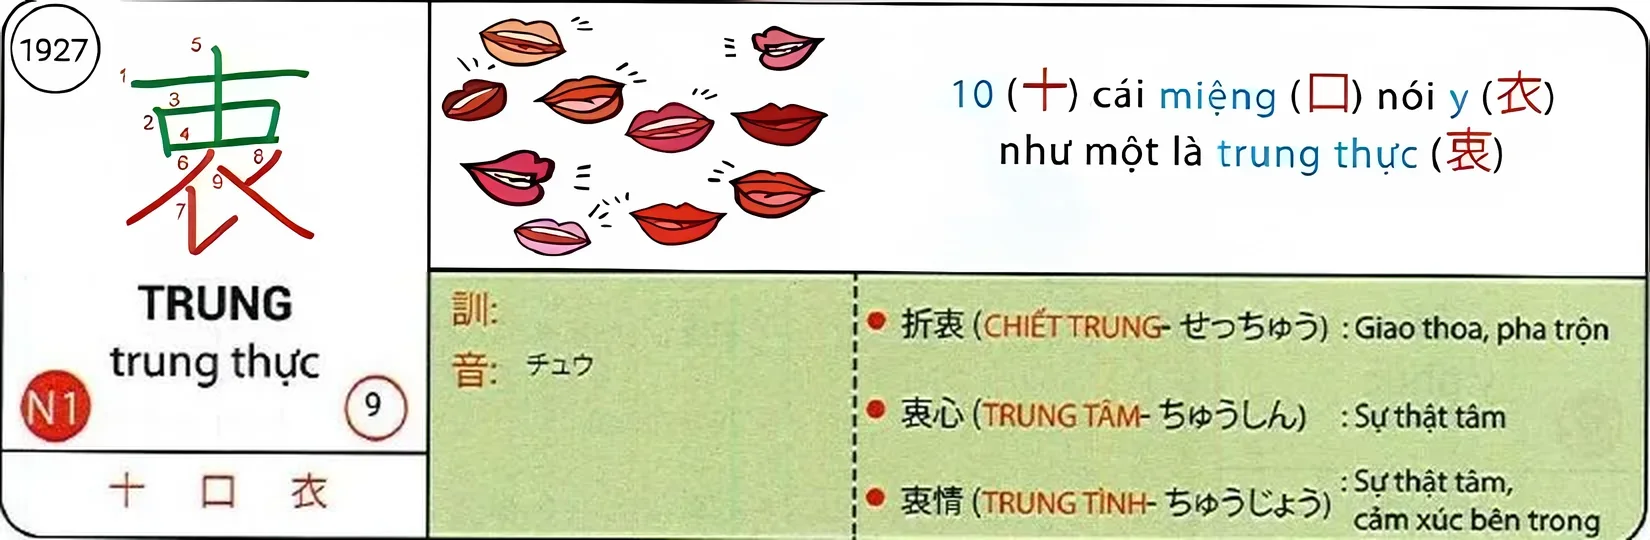 1927
5
1
3
2
4
6
8
9
7
衷
TRUNG
trung thực
N1
9
十 口 衣
10 (十) cái miệng (口) nói y (衣)
như một là trung thực (衷)
訓:
音: チュウ
折衷 (CHIẾT TRUNG- せっちゅう) : Giao thoa, pha trộn
衷心 (TRUNG TÂM- ちゅうしん) : Sự thật tâm
衷情 (TRUNG TÌNH- ちゅうじょう) : Sự thật tâm,
cảm xúc bên trong